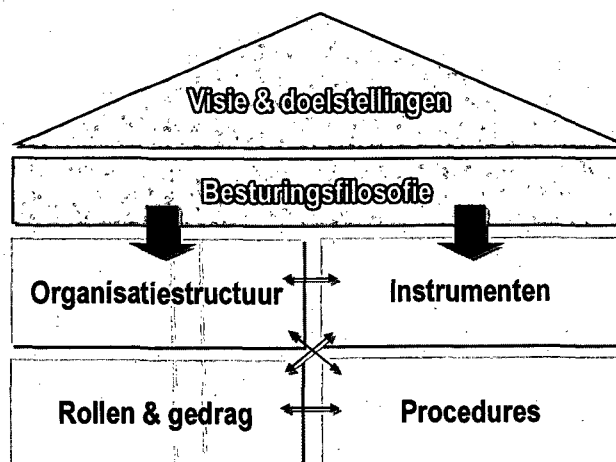 Visie & doelstellingen
Besturingsfilosofie
Organisatiestructuur
Instrumenten
Rollen & gedrag
Procedures